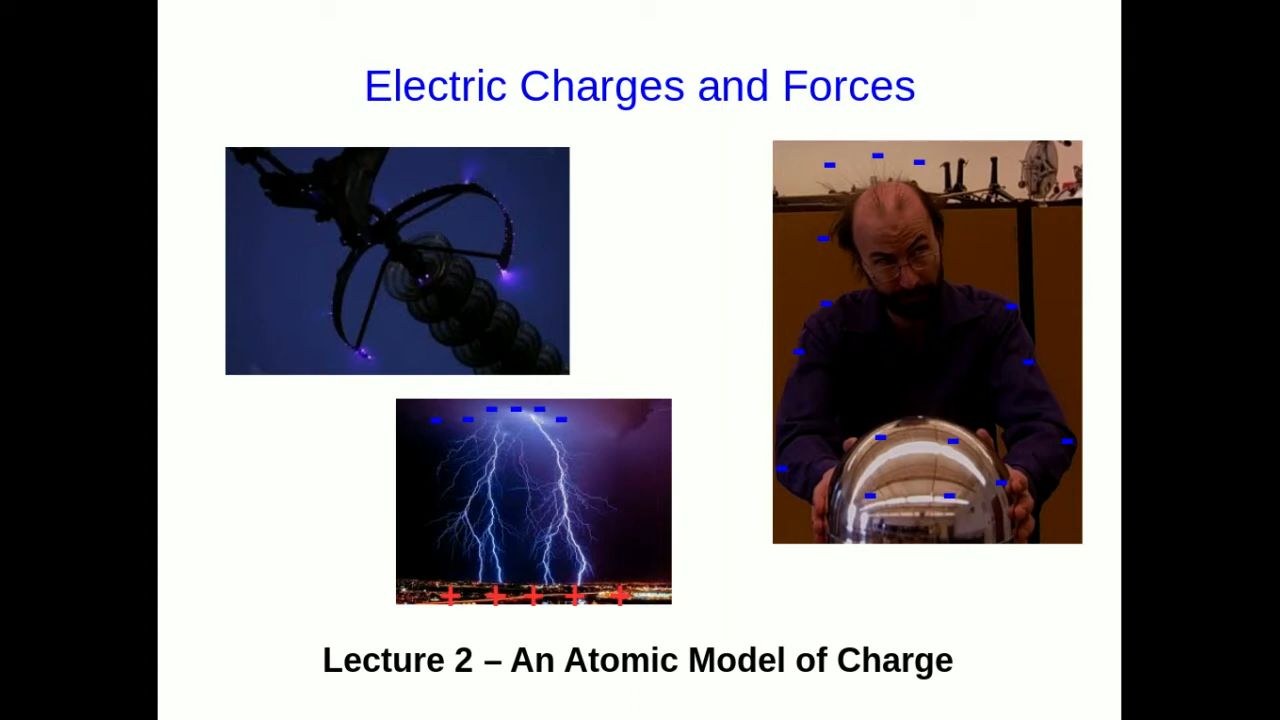 Electric Charges and Forces
- - -
-
- -
- -
- -
- -
- - -
- - - - - -
+ + + + +
Lecture 2 – An Atomic Model of Charge